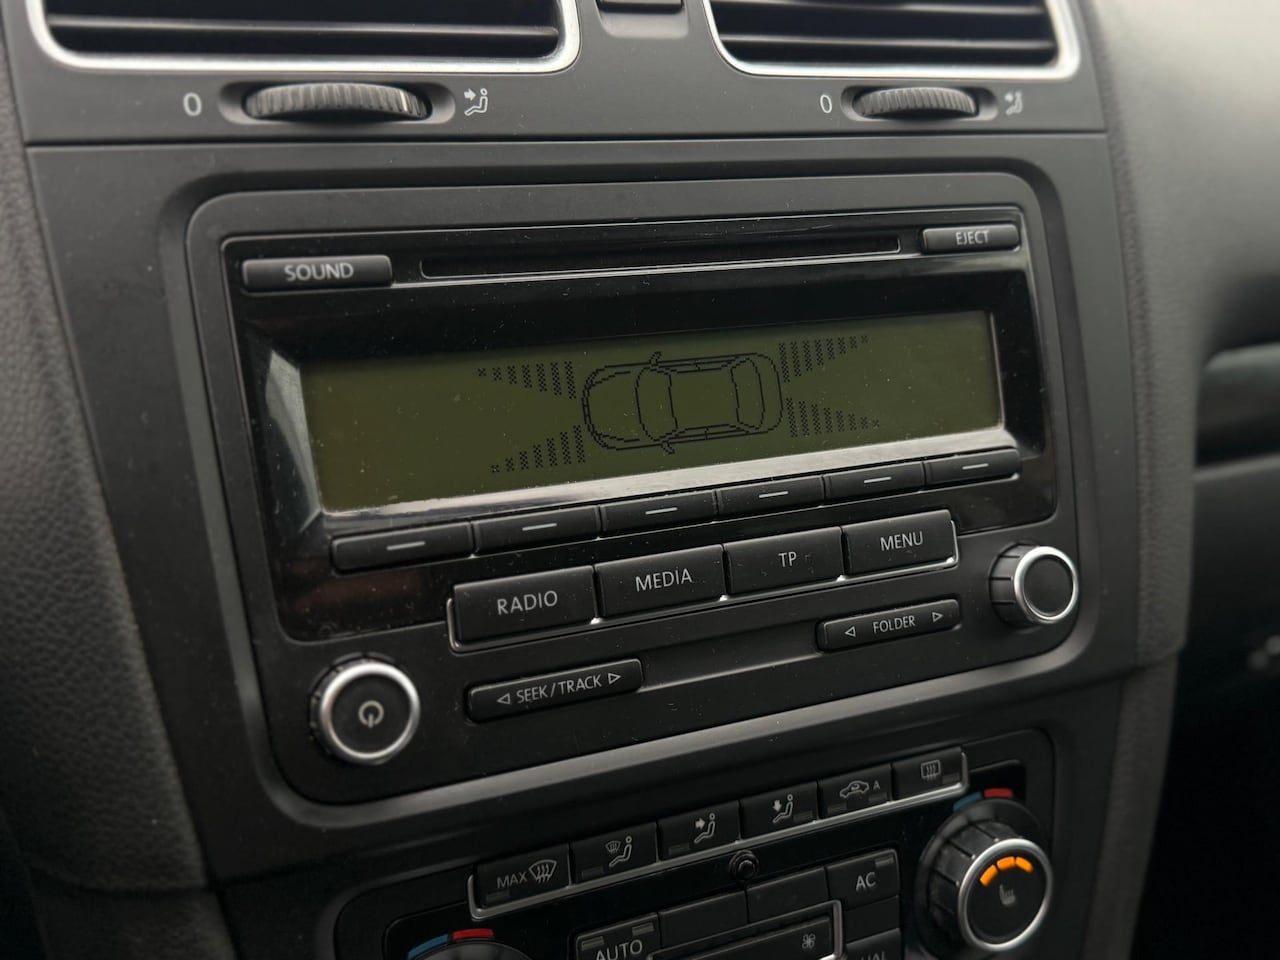 0
0
SOUND
EJECT
RADIO
MEDIA
TP
MENU
◁ SEEK/TRACK ▷
◁ FOLDER ▷
MAX
A
AC
AUTO